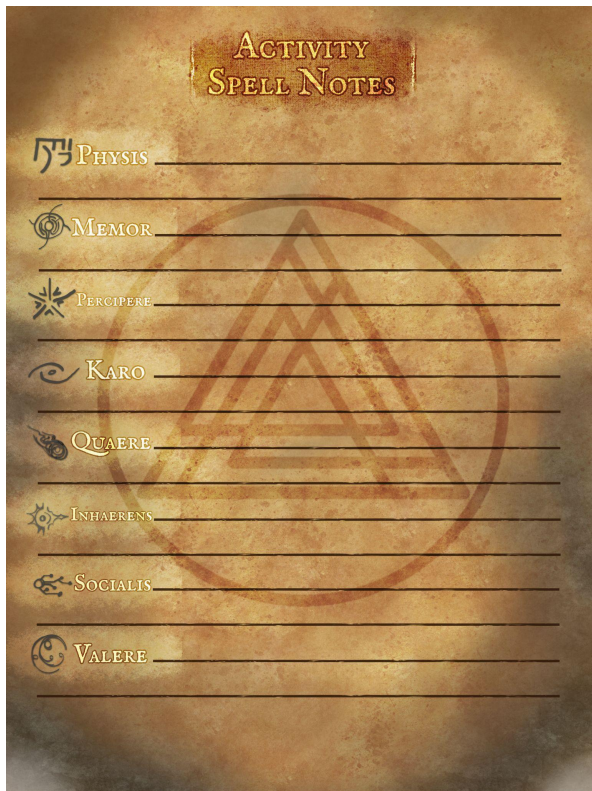 Activity
Spell Notes
Physis
Memor
Percipere
Karo
Quaere
Inhaerens
Socialis
Valere